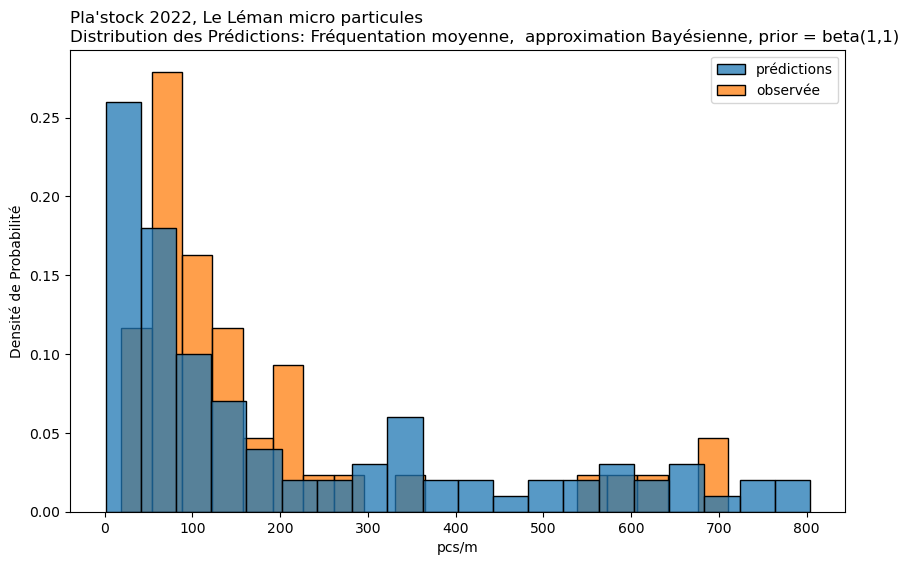 Pla'stock 2022, Le Léman micro particules
Distribution des Prédictions: Fréquentation moyenne,  approximation Bayésienne, prior = beta(1,1)
prédictions
observée
Densité de Probabilité
0.25
0.20
0.15
0.10
0.05
0.00
0 100 200 300 400 500 600 700 800
pcs/m